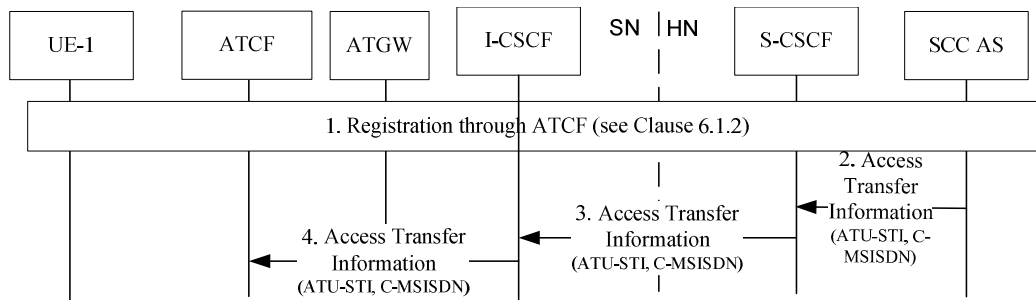 SN
HN
UE-1
ATCF
ATGW
I-CSCF
S-CSCF
SCC AS
1. Registration through ATCF (see Clause 6.1.2)
2. Access
Transfer
Information
(ATU-STI, C-
MSISDN)
3. Access Transfer
Information
(ATU-STI, C-MSISDN)
4. Access Transfer
Information
(ATU-STI, C-MSISDN)